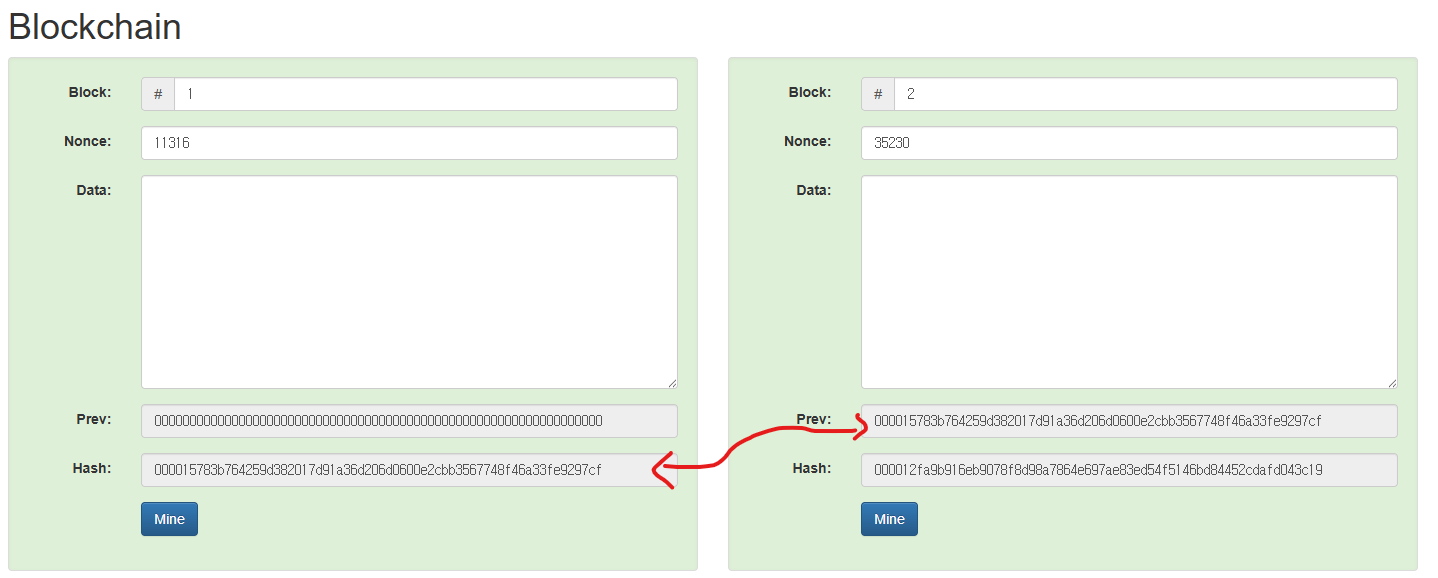 Blockchain
Block: # 1
Nonce: 11316
Data:
Prev: 0000000000000000000000000000000000000000000000000000000000000000
Hash: 000015783b764259d382017d91a36d206d0600e2cbb3567748f46a33fe9297cf
Mine
Block: # 2
Nonce: 35230
Data:
Prev: 000015783b764259d382017d91a36d206d0600e2cbb3567748f46a33fe9297cf
Hash: 000012fa9b916eb9078f8d98a7864e697ae83ed54f5146bd84452cdafd043c19
Mine